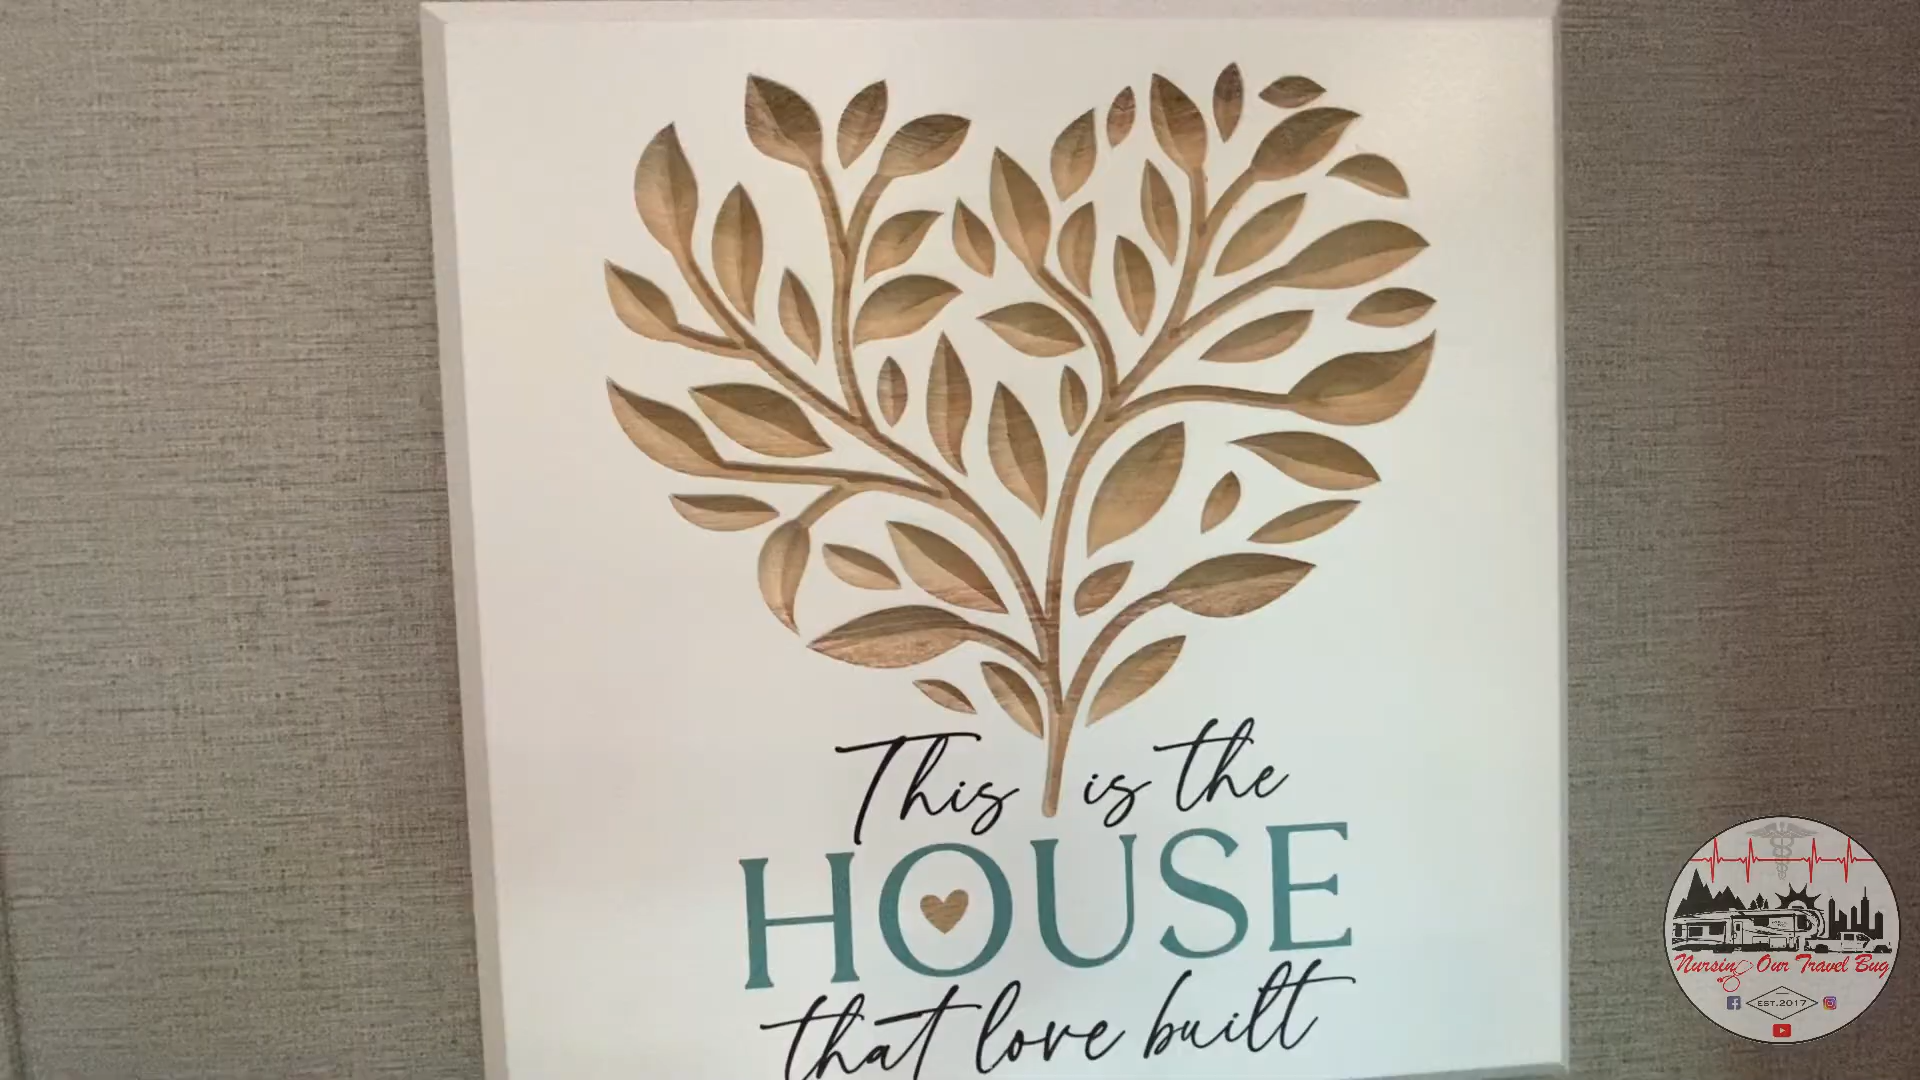 This is the
HOUSE
that love built
Nursing Our Travel Bug
EST.2017